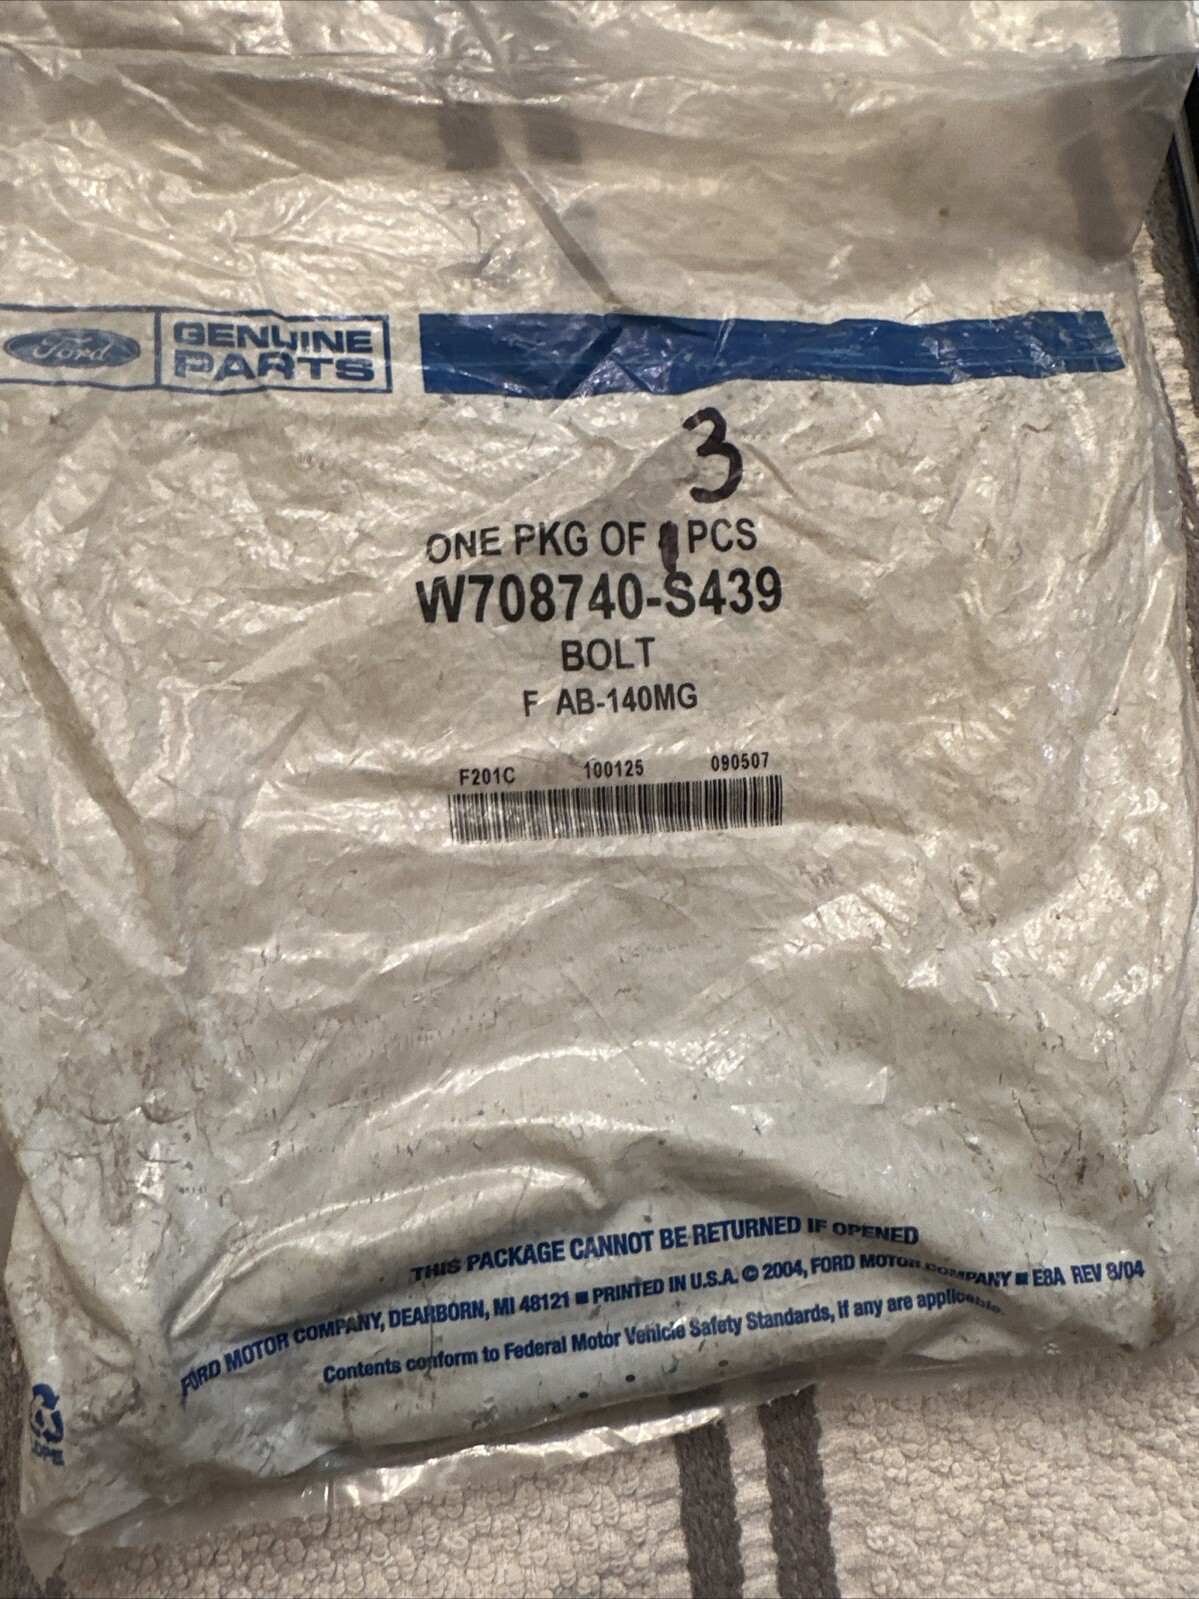 Ford
GENUINE
PARTS
3
ONE PKG OF PCS
W708740-S439
BOLT
F AB-140MG
F201C 100125 090507
THIS PACKAGE CANNOT BE RETURNED IF OPENED
FORD MOTOR COMPANY, DEARBORN, MI 48121 ■ PRINTED IN U.S.A. © 2004, FORD MOTOR COMPANY ■ E8A REV 8/04
Contents conform to Federal Motor Vehicle Safety Standards, if any are applicable.